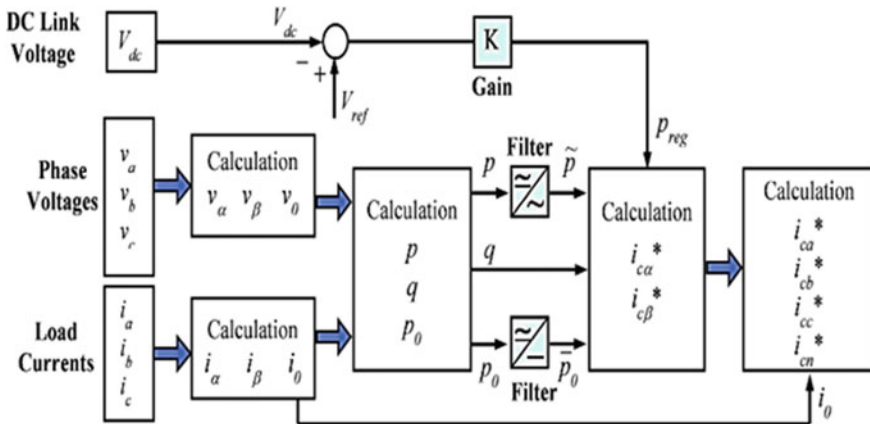 DC Link
Voltage
V_dc
V_dc
−
+
V_ref
K
Gain
p_reg
Phase
Voltages
v_a
v_b
v_c
Calculation
v_α v_β v_0
Load
Currents
i_a
i_b
i_c
Calculation
i_α i_β i_0
Calculation
p
q
p_0
p
Filter
p̃
q
p_0
Filter
p̄_0
Calculation
i_cα*
i_cβ*
Calculation
i_ca*
i_cb*
i_cc*
i_cn*
i_0